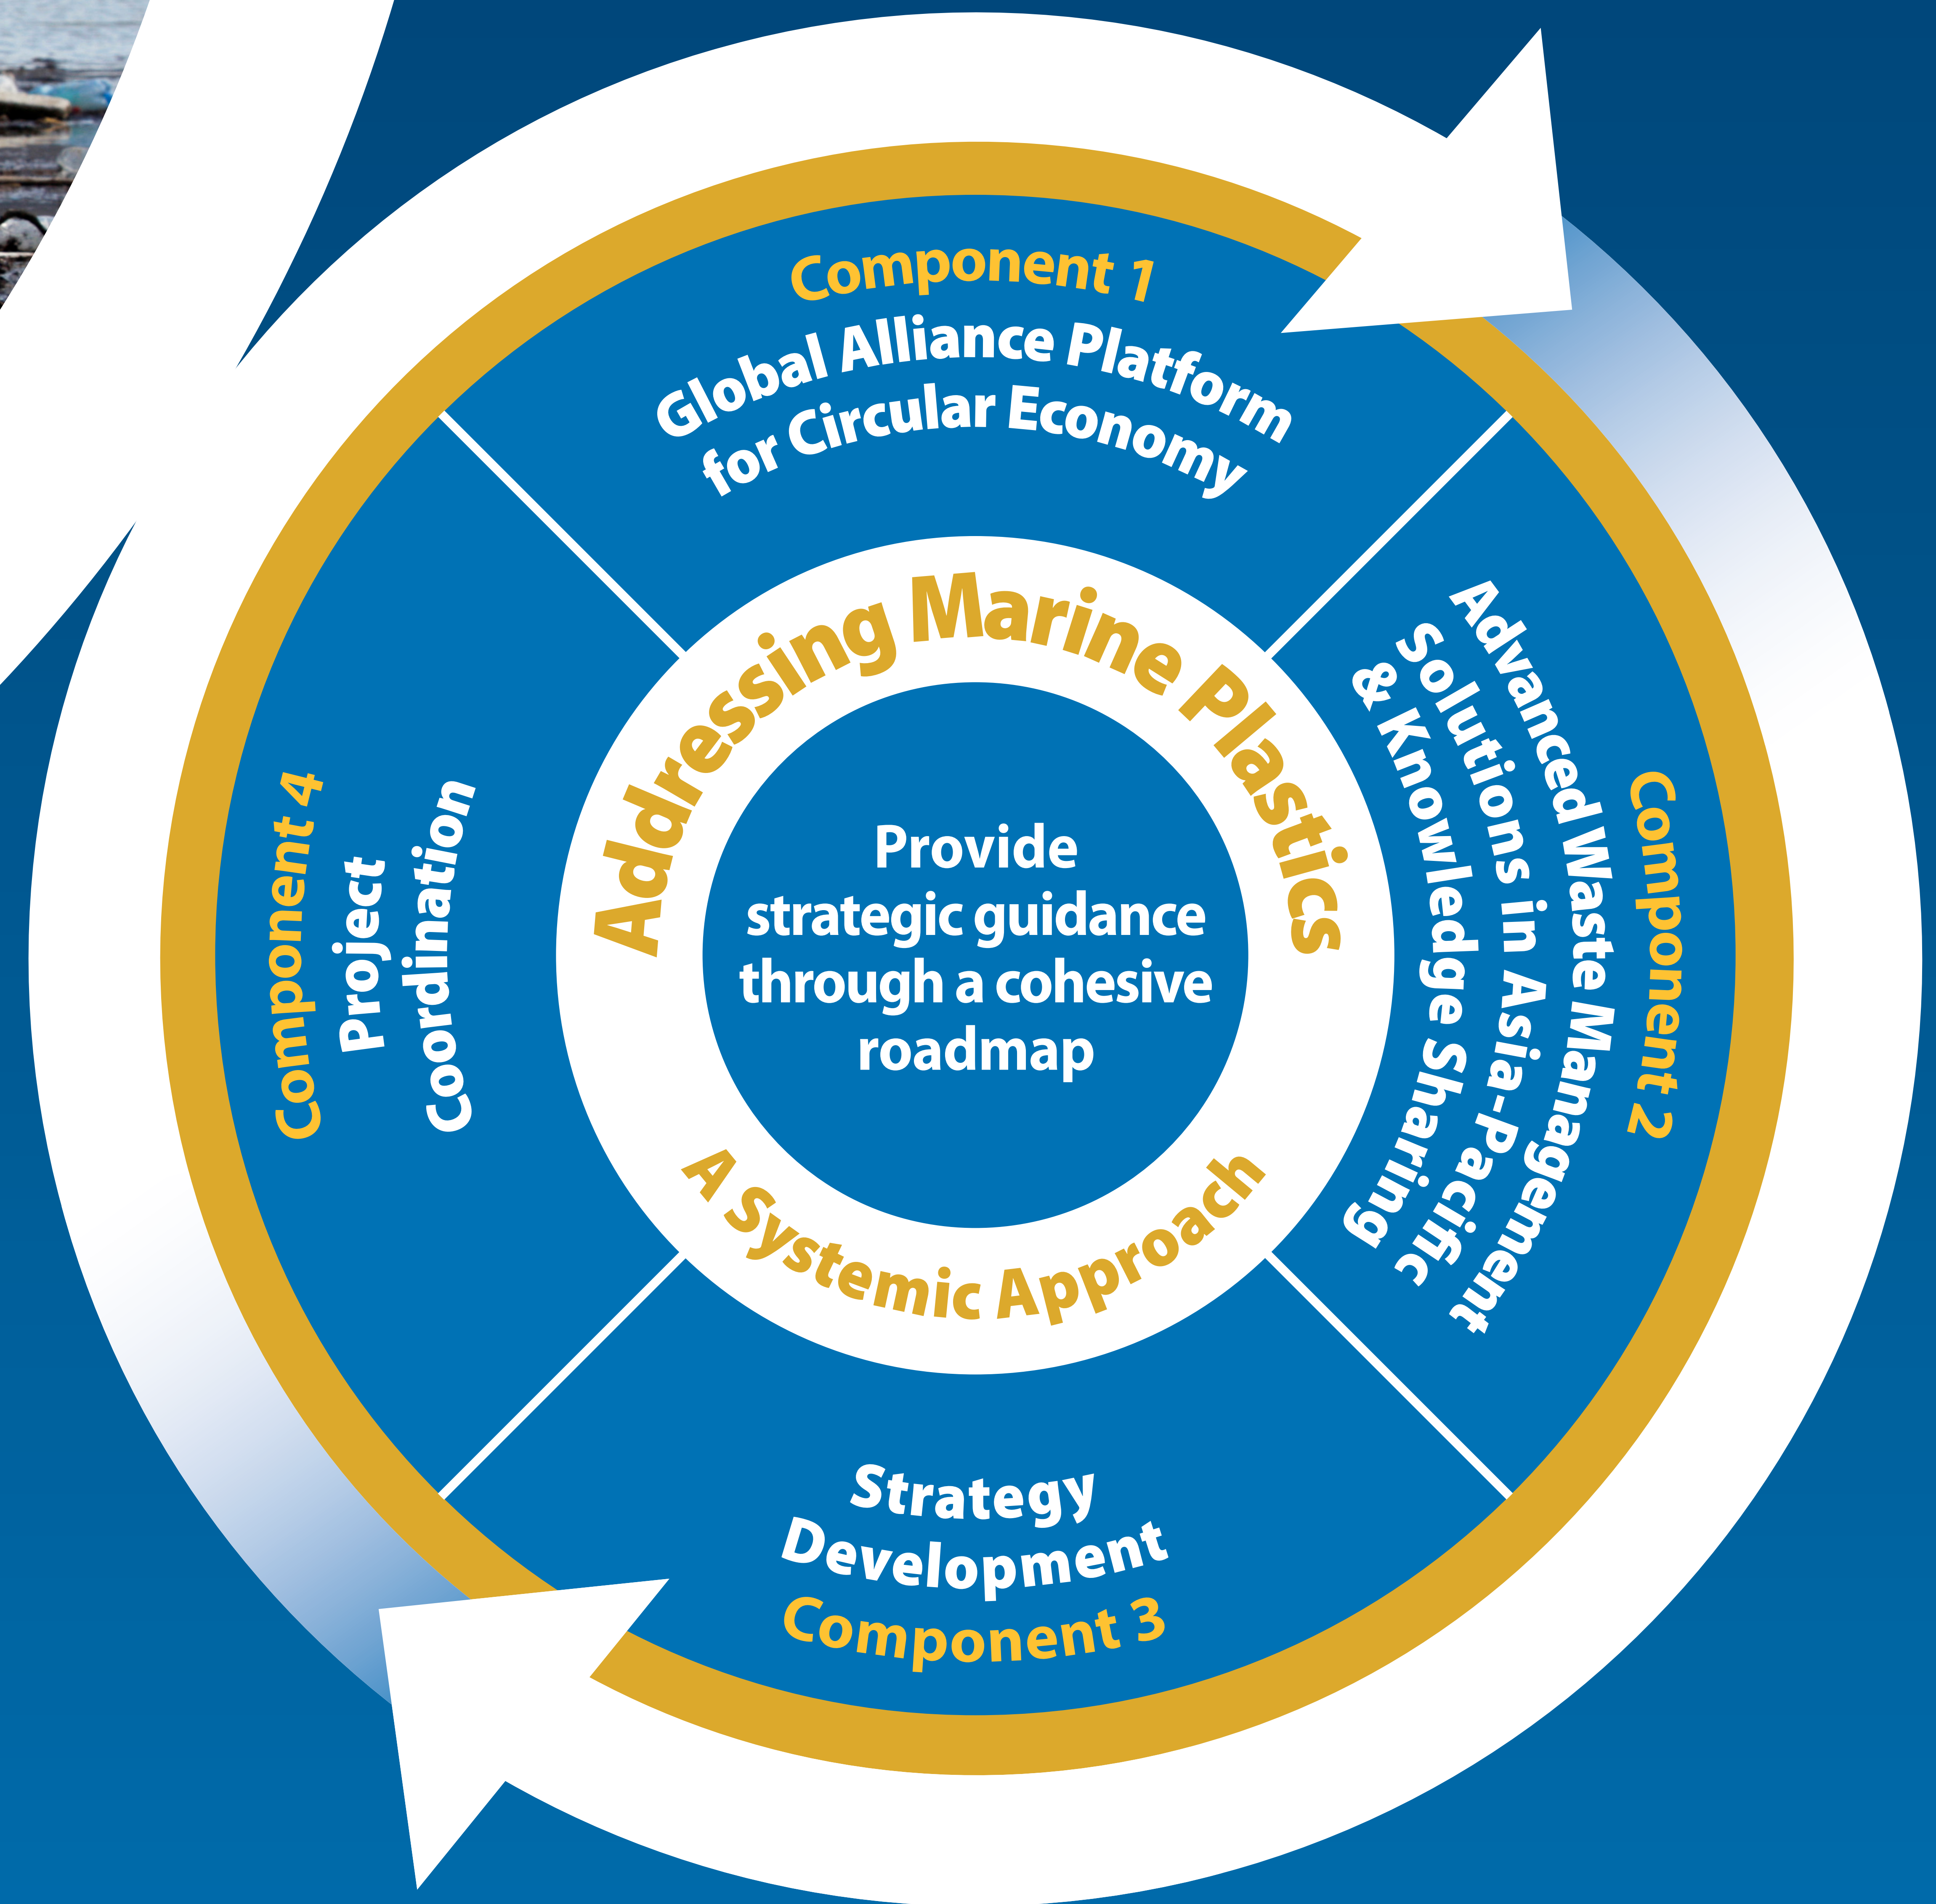 Component 1
Global Alliance Platform
for Circular Economy
Component 2
Advanced Waste Management
Solutions in Asia-Pacific
& Knowledge Sharing
Strategy
Development
Component 3
Component 4
Project
Coordination
Addressing Marine Plastics
A Systemic Approach
Provide
strategic guidance
through a cohesive
roadmap